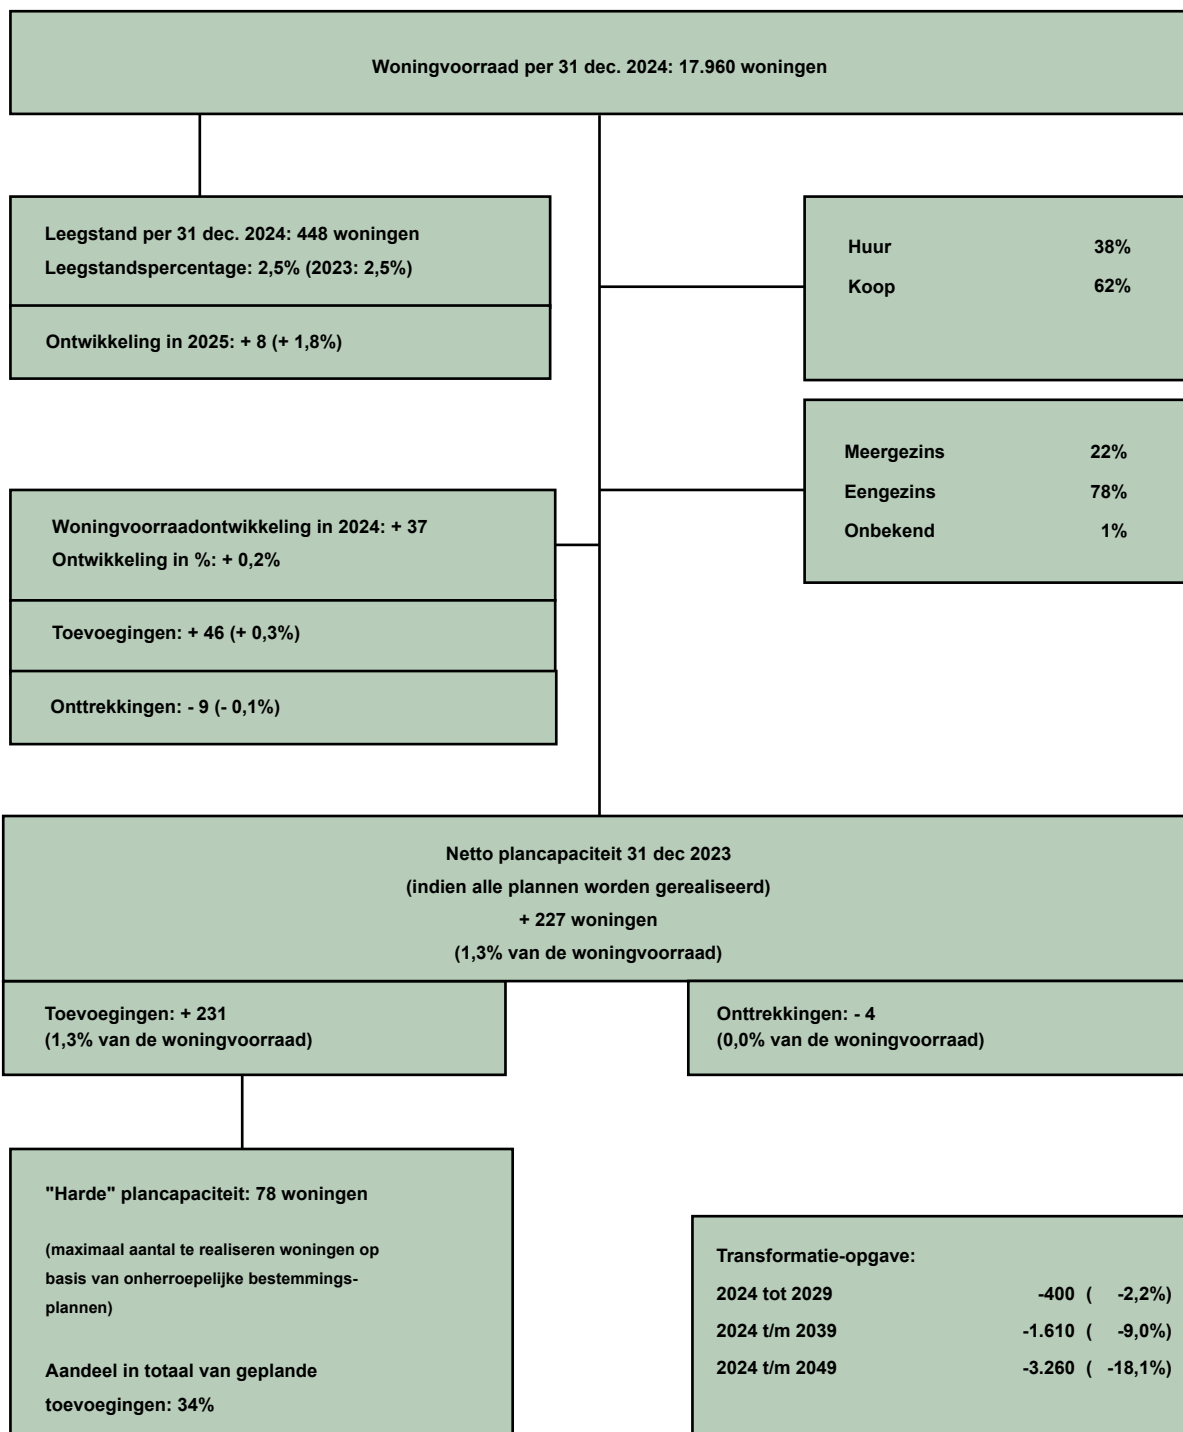 Woningvoorraad per 31 dec. 2024: 17.960 woningen
Leegstand per 31 dec. 2024: 448 woningen
Leegstandspercentage: 2,5% (2023: 2,5%)
Ontwikkeling in 2025: + 8 (+ 1,8%)
Huur 38%
Koop 62%
Meergezins 22%
Eengezins 78%
Onbekend 1%
Woningvoorraadontwikkeling in 2024: + 37
Ontwikkeling in %: + 0,2%
Toevoegingen: + 46 (+ 0,3%)
Onttrekkingen: - 9 (- 0,1%)
Netto plancapaciteit 31 dec 2023
(indien alle plannen worden gerealiseerd)
+ 227 woningen
(1,3% van de woningvoorraad)
Toevoegingen: + 231
(1,3% van de woningvoorraad)
Onttrekkingen: - 4
(0,0% van de woningvoorraad)
"Harde" plancapaciteit: 78 woningen
(maximaal aantal te realiseren woningen op
basis van onherroepelijke bestemmings-
plannen)
Aandeel in totaal van geplande
toevoegingen: 34%
Transformatie-opgave:
2024 tot 2029 -400 ( -2,2%)
2024 t/m 2039 -1.610 ( -9,0%)
2024 t/m 2049 -3.260 ( -18,1%)